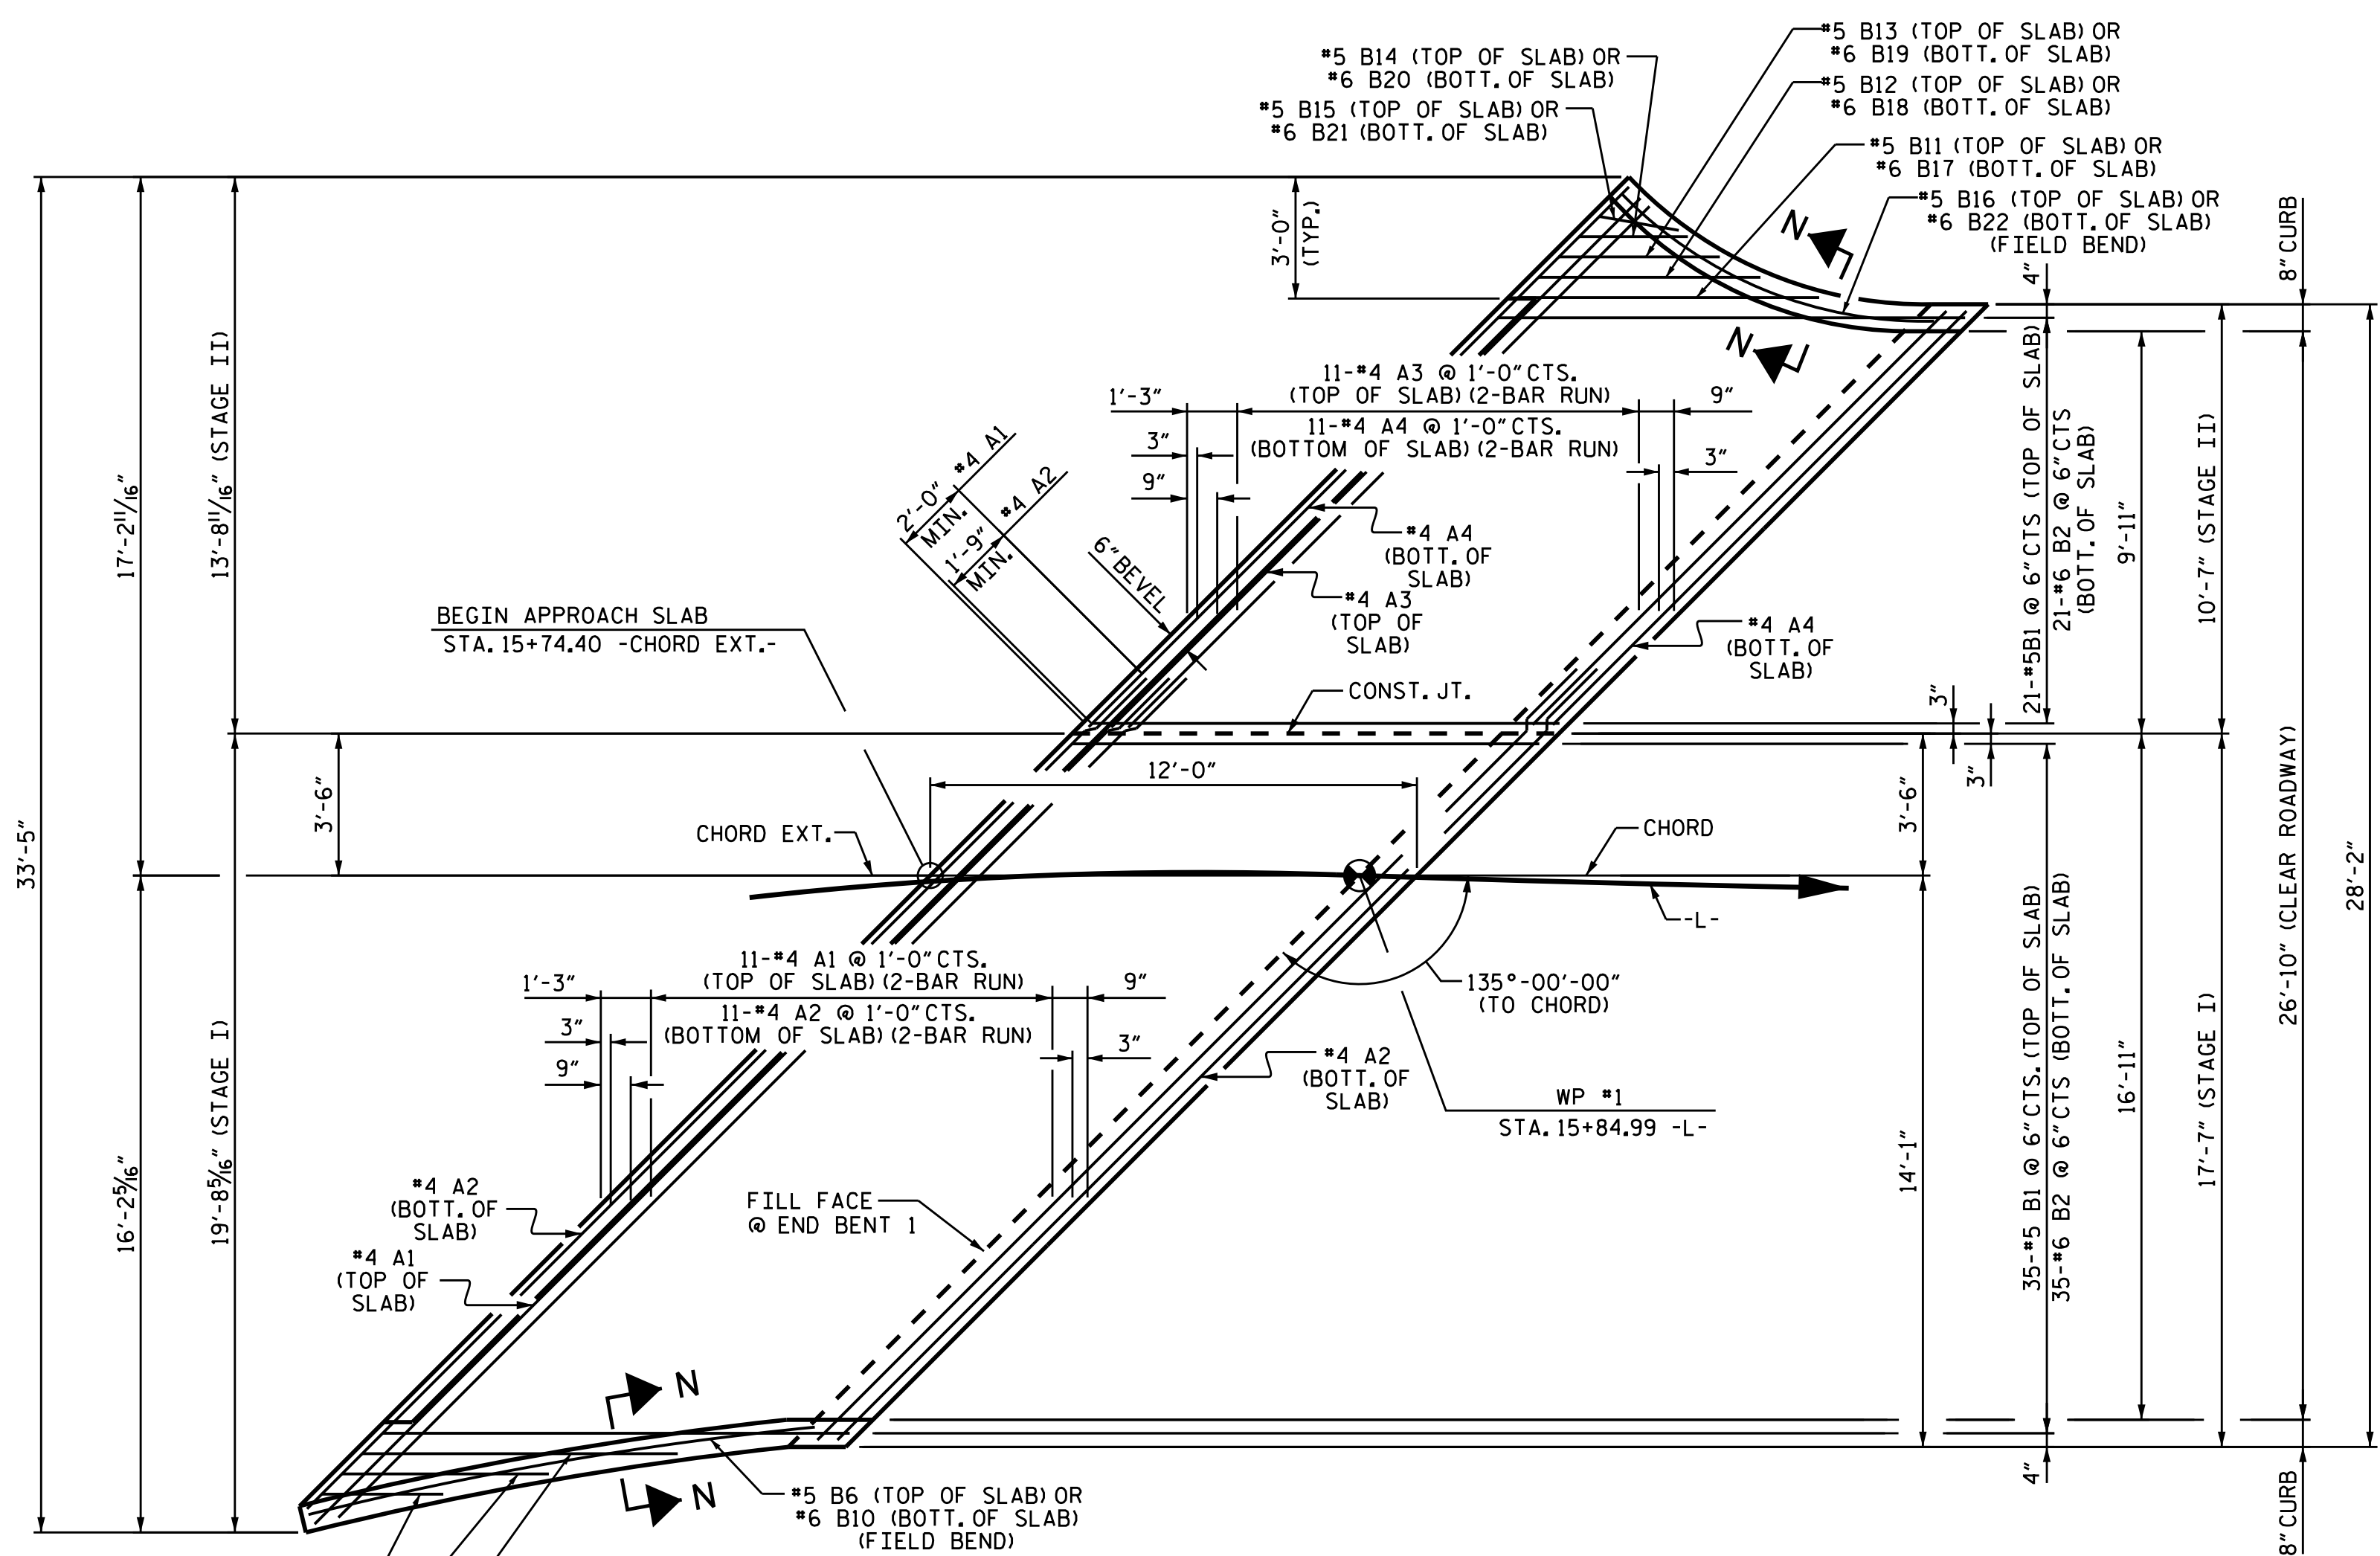 #5 B13 (TOP OF SLAB) OR
#6 B19 (BOTT. OF SLAB)
#5 B14 (TOP OF SLAB) OR
#6 B20 (BOTT. OF SLAB)
#5 B12 (TOP OF SLAB) OR
#6 B18 (BOTT. OF SLAB)
#5 B15 (TOP OF SLAB) OR
#6 B21 (BOTT. OF SLAB)
#5 B11 (TOP OF SLAB) OR
#6 B17 (BOTT. OF SLAB)
#5 B16 (TOP OF SLAB) OR
#6 B22 (BOTT. OF SLAB)
(FIELD BEND)
N
N
3'-0"
(TYP.)
8" CURB
4"
11-#4 A3 @ 1'-0" CTS.
(TOP OF SLAB) (2-BAR RUN)
11-#4 A4 @ 1'-0" CTS.
(BOTTOM OF SLAB) (2-BAR RUN)
1'-3"
3"
9"
9"
3"
2'-0" #4 A1
MIN.
1'-9" #4 A2
MIN.
6" BEVEL
#4 A4
(BOTT. OF
SLAB)
#4 A3
(TOP OF
SLAB)
#4 A4
(BOTT. OF
SLAB)
CONST. JT.
BEGIN APPROACH SLAB
STA. 15+74.40 -CHORD EXT.-
33'-5"
17'-2 11/16"
13'-8 11/16" (STAGE II)
3'-6"
16'-2 5/16"
19'-8 5/16" (STAGE I)
12'-0"
CHORD EXT.
CHORD
-L-
135°-00'-00"
(TO CHORD)
WP #1
STA. 15+84.99 -L-
21-#5B1 @ 6" CTS (TOP OF SLAB)
21-#6 B2 @ 6" CTS
(BOTT. OF SLAB)
9'-11"
10'-7" (STAGE II)
3"
3"
3'-6"
14'-1"
35-#5 B1 @ 6" CTS. (TOP OF SLAB)
35-#6 B2 @ 6" CTS (BOTT. OF SLAB)
16'-11"
17'-7" (STAGE I)
26'-10" (CLEAR ROADWAY)
28'-2"
4"
8" CURB
11-#4 A1 @ 1'-0" CTS.
(TOP OF SLAB) (2-BAR RUN)
11-#4 A2 @ 1'-0" CTS.
(BOTTOM OF SLAB) (2-BAR RUN)
1'-3"
3"
9"
9"
3"
#4 A2
(BOTT. OF
SLAB)
#4 A2
(BOTT. OF
SLAB)
#4 A1
(TOP OF
SLAB)
FILL FACE
@ END BENT 1
N
N
#5 B6 (TOP OF SLAB) OR
#6 B10 (BOTT. OF SLAB)
(FIELD BEND)